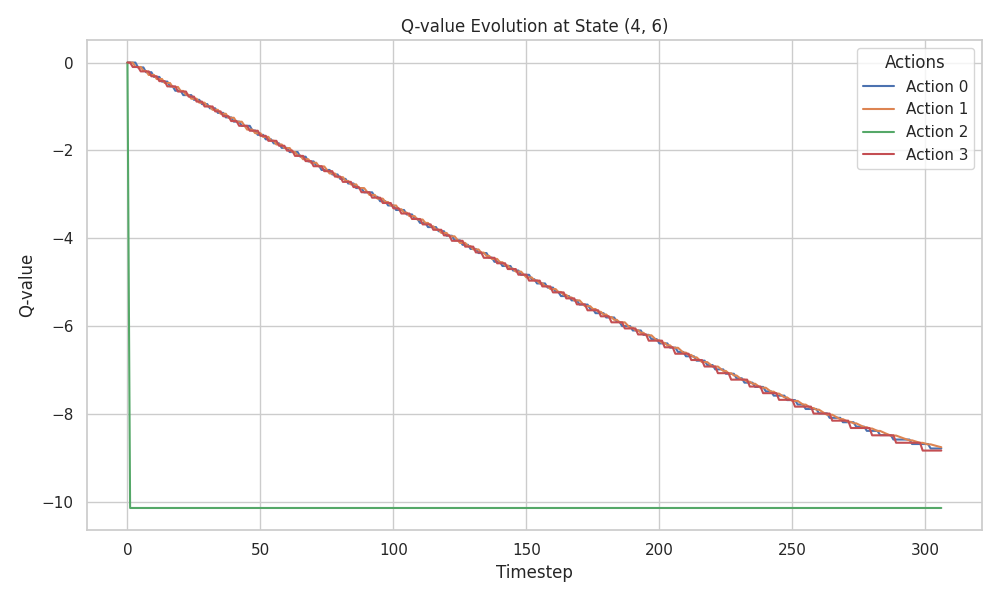 Q-value Evolution at State (4, 6)
Actions
Action 0
Action 1
Action 2
Action 3
Q-value
0
−2
−4
−6
−8
−10
0 50 100 150 200 250 300
Timestep